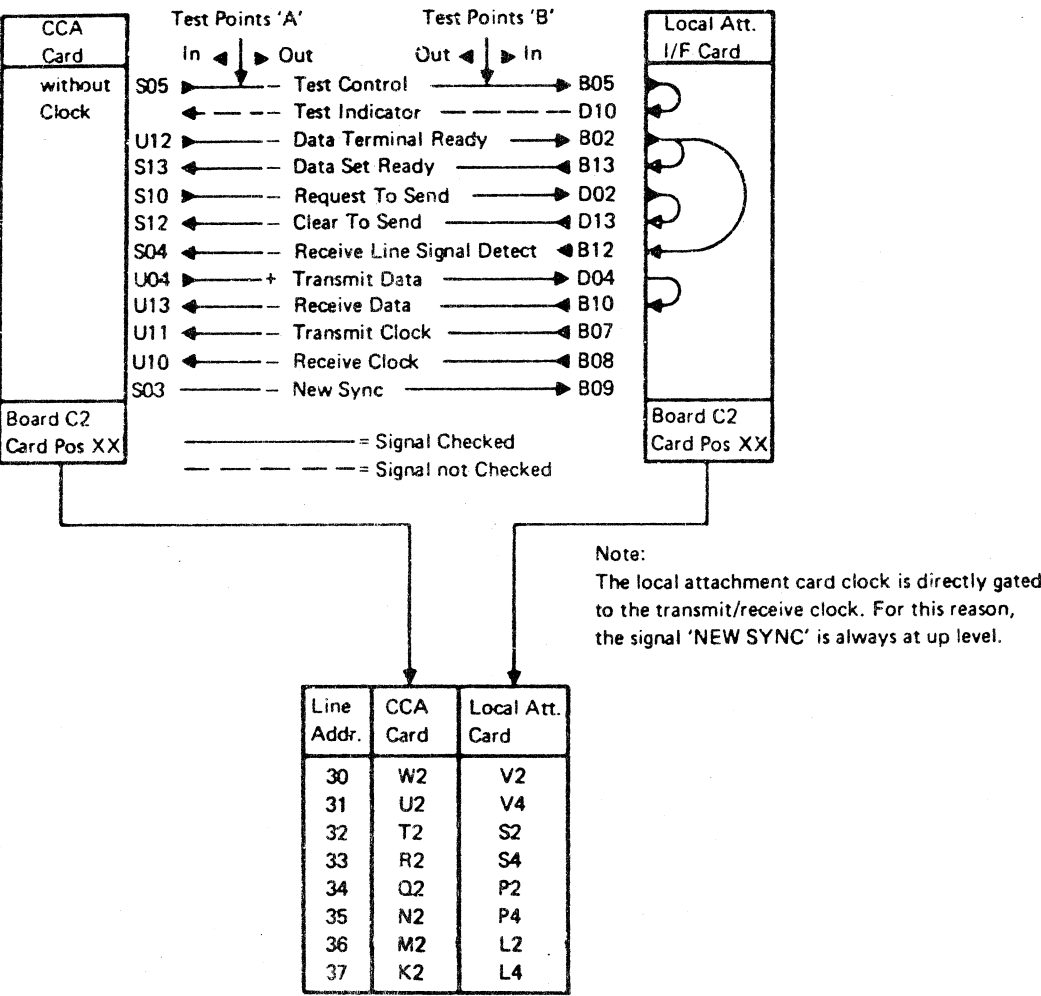 CCA
Card
without
Clock
Board C2
Card Pos XX
Test Points 'A'
In Out
Test Points 'B'
Out In
Local Att.
I/F Card
Board C2
Card Pos XX
S05 – Test Control B05
Test Indicator D10
U12 – Data Terminal Ready B02
S13 – Data Set Ready B13
S10 – Request To Send D02
S12 – Clear To Send D13
S04 – Receive Line Signal Detect B12
U04 + Transmit Data D04
U13 – Receive Data B10
U11 – Transmit Clock B07
U10 – Receive Clock B08
S03 – New Sync B09
= Signal Checked
= Signal not Checked
Note:
The local attachment card clock is directly gated
to the transmit/receive clock. For this reason,
the signal 'NEW SYNC' is always at up level.
Line Addr. CCA Card Local Att. Card
30 W2 V2
31 U2 V4
32 T2 S2
33 R2 S4
34 Q2 P2
35 N2 P4
36 M2 L2
37 K2 L4